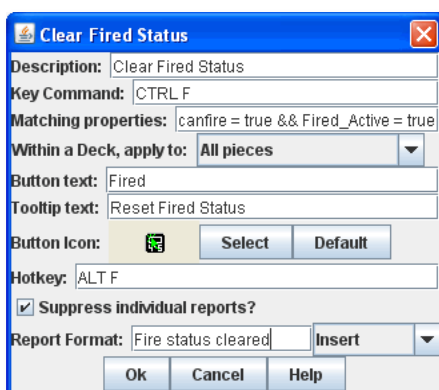 Clear Fired Status
Description: Clear Fired Status
Key Command: CTRL F
Matching properties: canfire = true && Fired_Active = true
Within a Deck, apply to: All pieces
Button text: Fired
Tooltip text: Reset Fired Status
Button Icon: Select Default
Hotkey: ALT F
Suppress individual reports?
Report Format: Fire status cleared Insert
Ok Cancel Help